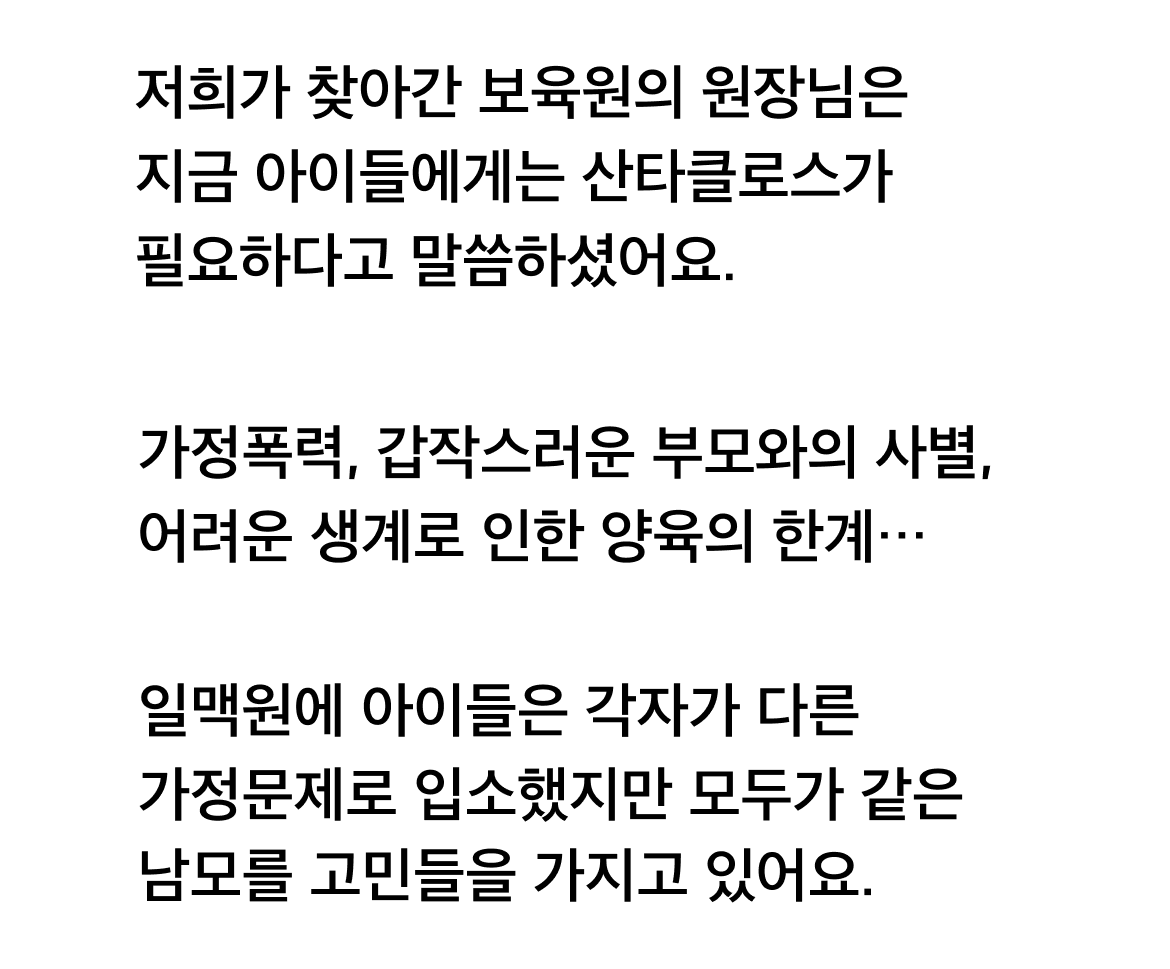 저희가 찾아간 보육원의 원장님은
지금 아이들에게는 산타클로스가
필요하다고 말씀하셨어요.
가정폭력, 갑작스러운 부모와의 사별,
어려운 생계로 인한 양육의 한계…
일맥원에 아이들은 각자가 다른
가정문제로 입소했지만 모두가 같은
남모를 고민들을 가지고 있어요.